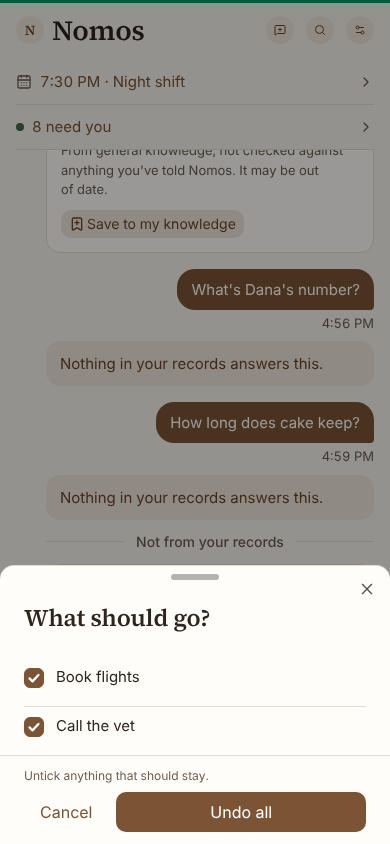 N Nomos
7:30 PM · Night shift
8 need you
From general knowledge, not checked against
anything you've told Nomos. It may be out
of date.
Save to my knowledge
What's Dana's number?
4:56 PM
Nothing in your records answers this.
How long does cake keep?
4:59 PM
Nothing in your records answers this.
Not from your records
What should go?
Book flights
Call the vet
Untick anything that should stay.
Cancel
Undo all